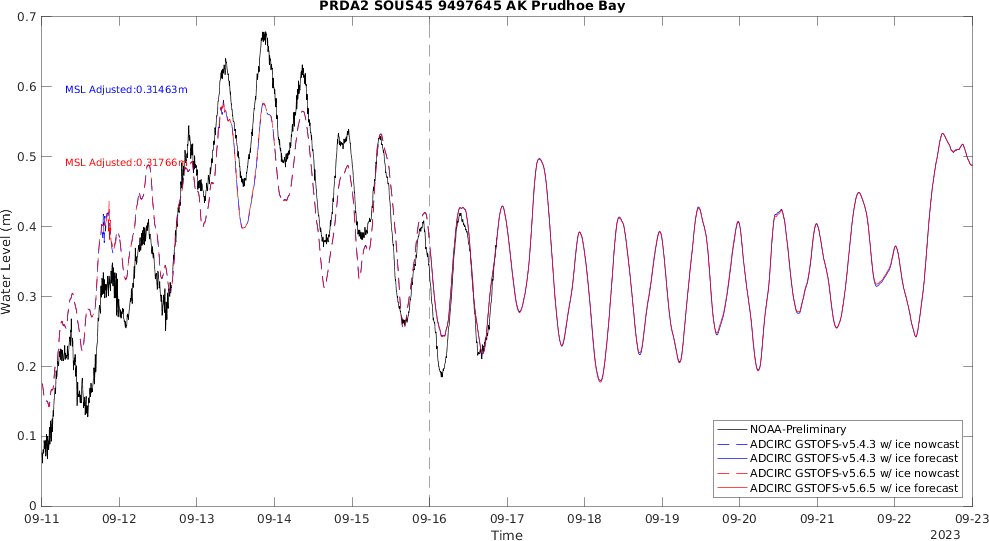 PRDA2 SOUS45 9497645 AK Prudhoe Bay
0.7
0.6
0.5
0.4
0.3
0.2
0.1
0
Water Level (m)
MSL Adjusted:0.31463m
MSL Adjusted:0.31766m
NOAA-Preliminary
ADCIRC GSTOFS-v5.4.3 w/ ice nowcast
ADCIRC GSTOFS-v5.4.3 w/ ice forecast
ADCIRC GSTOFS-v5.6.5 w/ ice nowcast
ADCIRC GSTOFS-v5.6.5 w/ ice forecast
09-11 09-12 09-13 09-14 09-15 09-16 09-17 09-18 09-19 09-20 09-21 09-22 09-23
Time
2023